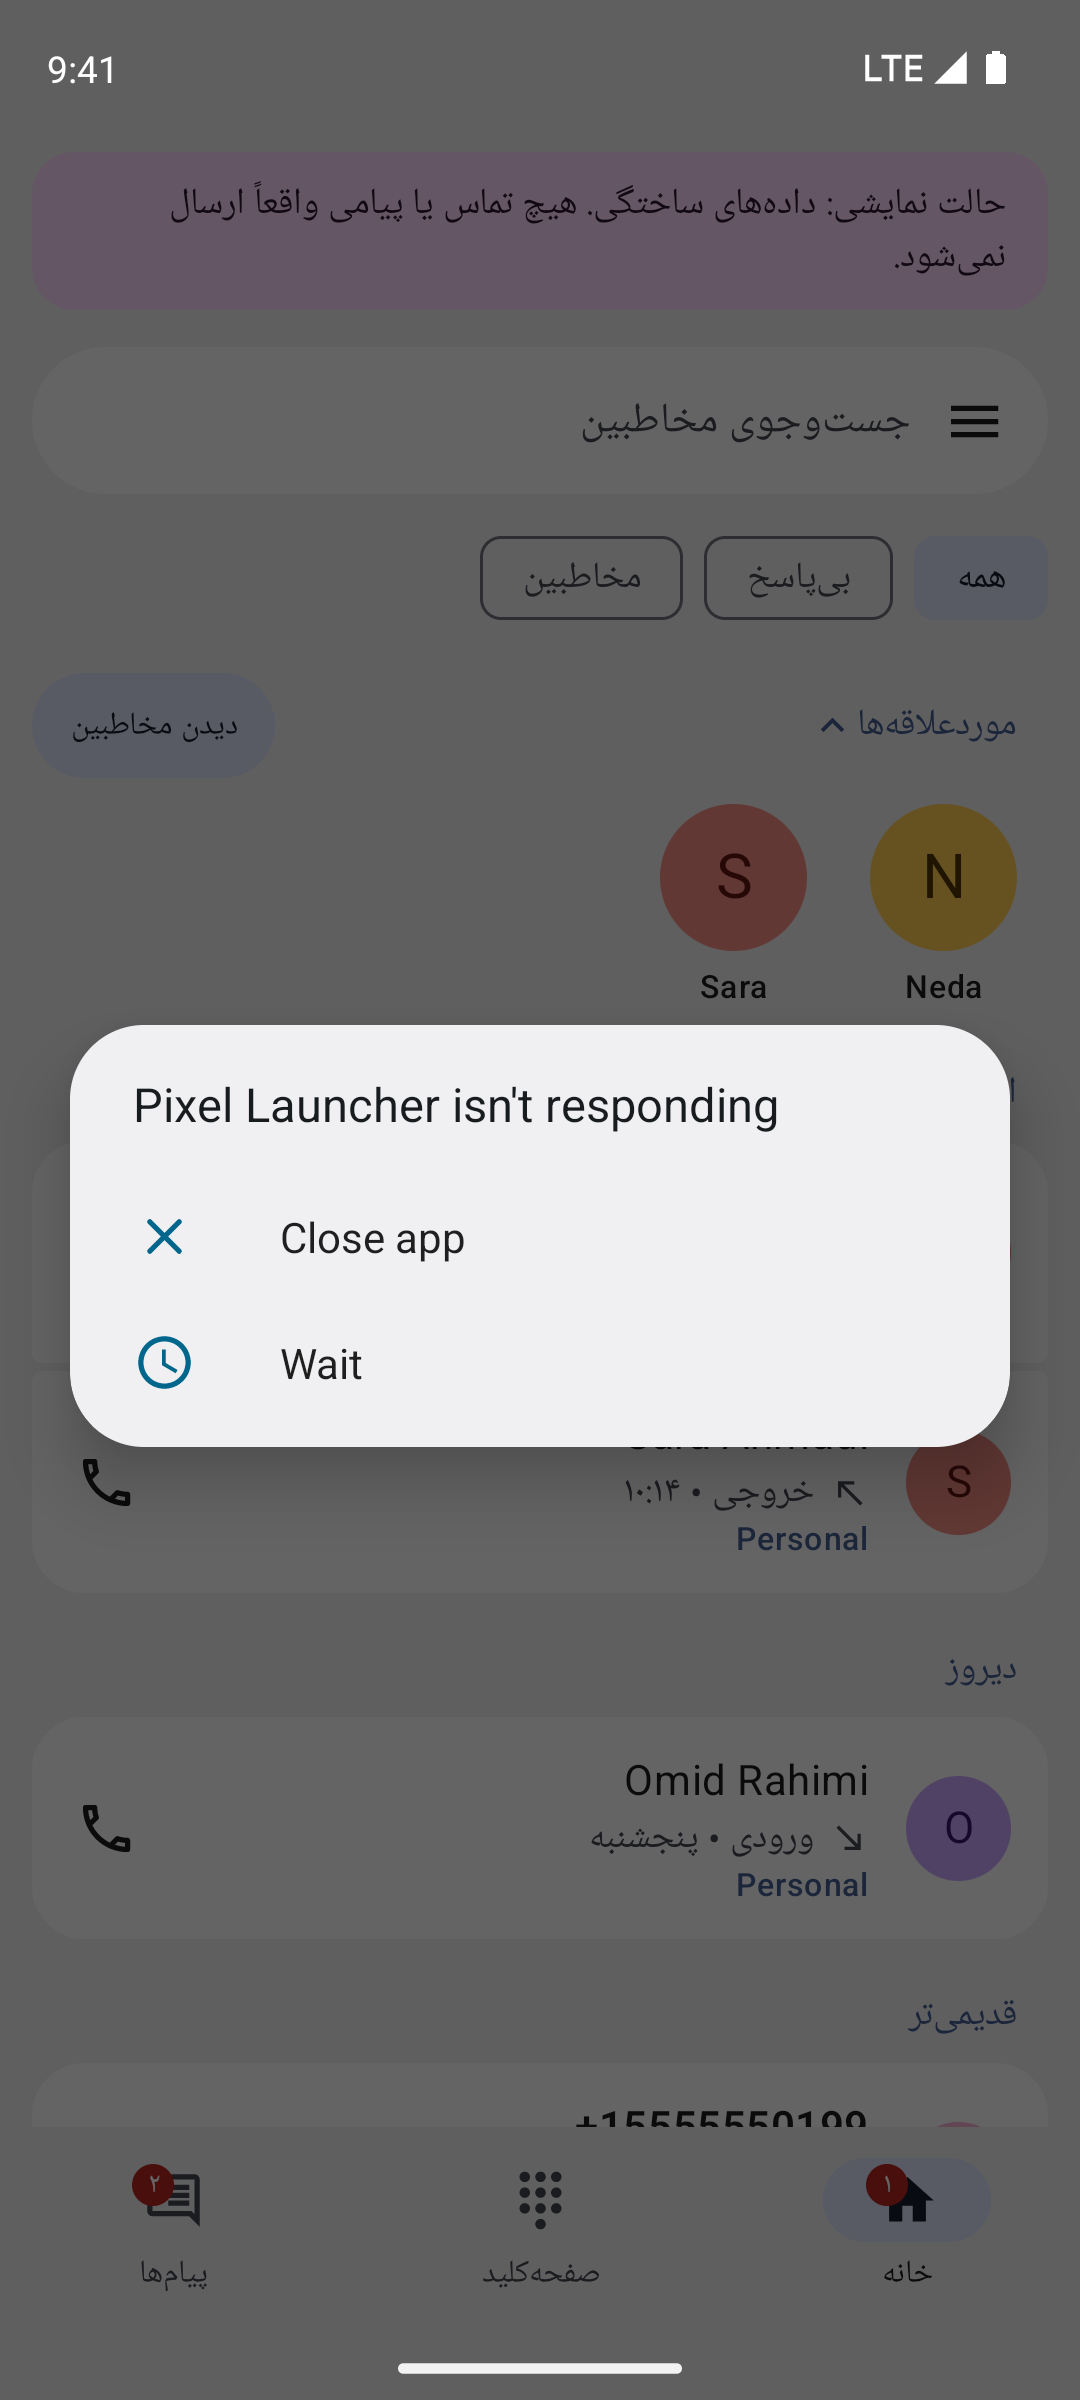 9:41
LTE
حالت نمایشی: داده‌های ساختگی. هیچ تماس یا پیامی واقعاً ارسال
نمی‌شود.
جست‌وجوی مخاطبین
همه
بی‌پاسخ
مخاطبین
موردعلاقه‌ها
دیدن مخاطبین
N
S
Neda
Sara
Pixel Launcher isn't responding
Close app
Wait
S
خروجی • ۱۰:۱۴
Personal
دیروز
Omid Rahimi
O
ورودی • پنجشنبه
Personal
قدیمی‌تر
+15555550199
۱
۲
خانه
صفحه‌کلید
پیام‌ها